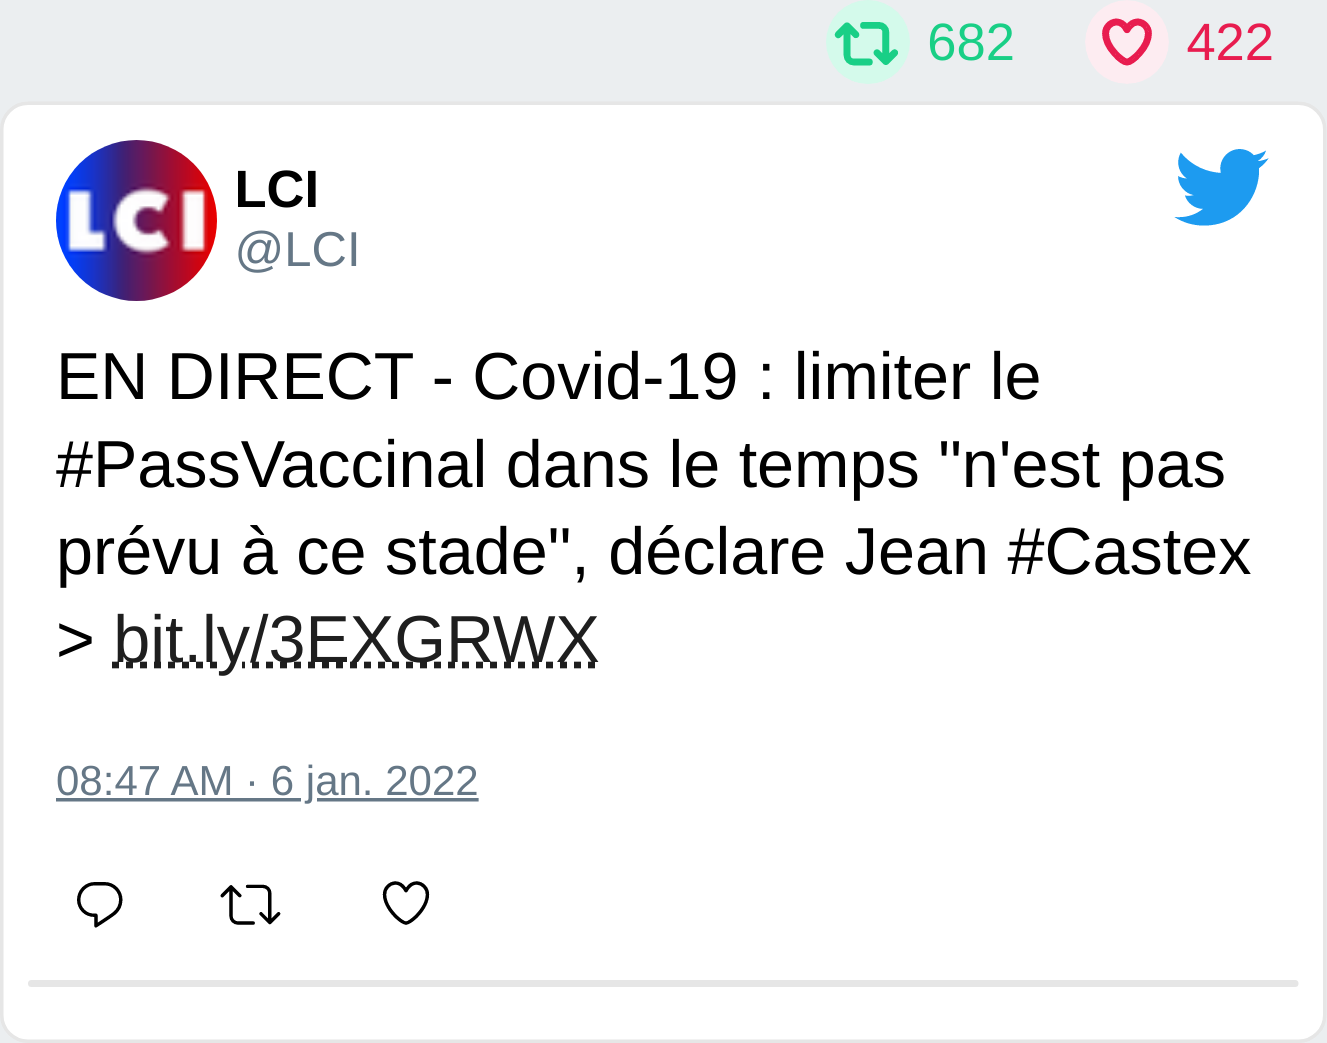 682 422
LCI
LCI
@LCI
EN DIRECT - Covid-19 : limiter le
#PassVaccinal dans le temps "n'est pas
prévu à ce stade", déclare Jean #Castex
> bit.ly/3EXGRWX
08:47 AM · 6 jan. 2022